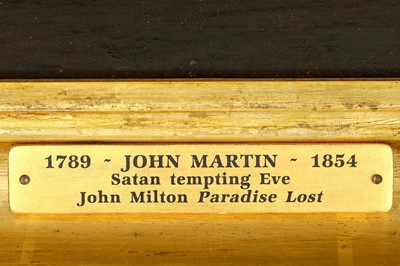 1789 ~ JOHN MARTIN ~ 1854
Satan tempting Eve
John Milton Paradise Lost